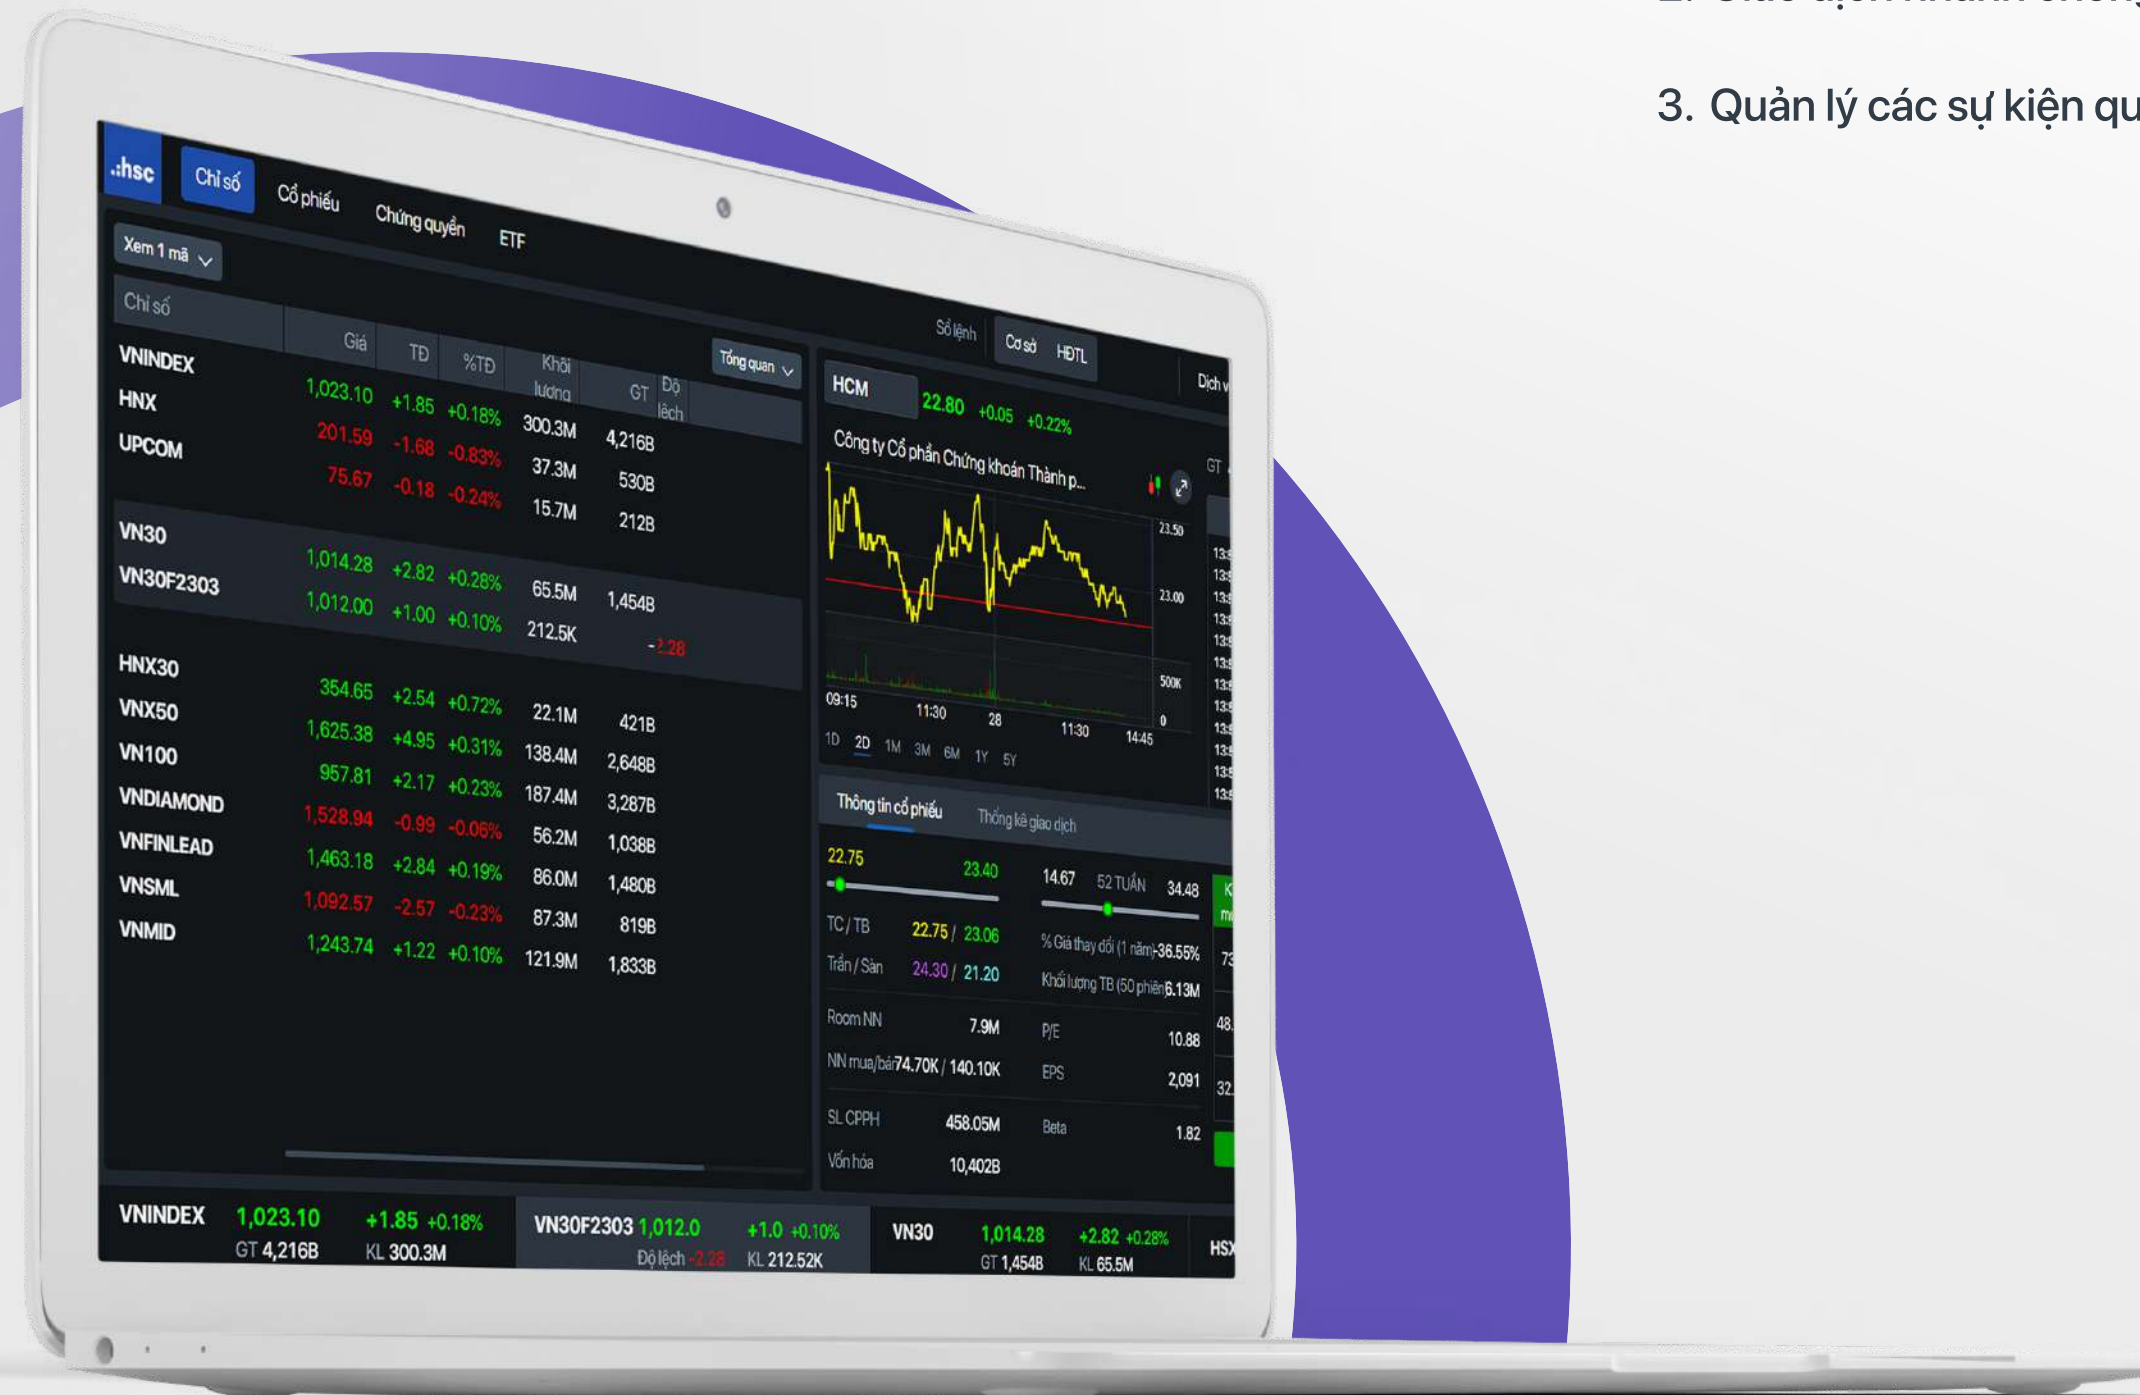 3. Quản lý các sự kiện qu
.:hsc Chỉ số Cổ phiếu Chứng quyền ETF
Xem 1 mã
Sổ lệnh Cơ sở HĐTL
Tổng quan
Dịch v
Chỉ số Giá TĐ %TĐ Khối lượng GT Độ lệch
VNINDEX 1,023.10 +1.85 +0.18% 300.3M 4,216B
HNX 201.59 -1.68 -0.83% 37.3M 530B
UPCOM 75.67 -0.18 -0.24% 15.7M 212B
VN30 1,014.28 +2.82 +0.28% 65.5M 1,454B
VN30F2303 1,012.00 +1.00 +0.10% 212.5K - -2.28
HNX30 354.65 +2.54 +0.72% 22.1M 421B
VNX50 1,625.38 +4.95 +0.31% 138.4M 2,648B
VN100 957.81 +2.17 +0.23% 187.4M 3,287B
VNDIAMOND 1,528.94 -0.99 -0.06% 56.2M 1,038B
VNFINLEAD 1,463.18 +2.84 +0.19% 86.0M 1,480B
VNSML 1,092.57 -2.57 -0.23% 87.3M 819B
VNMID 1,243.74 +1.22 +0.10% 121.9M 1,833B
HCM 22.80 +0.05 +0.22%
Công ty Cổ phần Chứng khoán Thành p...
GT
23.50
23.00
500K
0
09:15 11:30 28 11:30 14:45
1D 2D 1M 3M 6M 1Y 5Y
Thông tin cổ phiếu Thống kê giao dịch
22.75 23.40 14.67 52 TUẦN 34.48
TC / TB 22.75 / 23.06 % Giá thay đổi (1 năm) -36.55%
Trần / Sàn 24.30 / 21.20 Khối lượng TB (50 phiên) 6.13M
Room NN 7.9M P/E 10.88
NN mua/bán 74.70K / 140.10K EPS 2,091
SL CPPH 458.05M Beta 1.82
Vốn hóa 10,402B
VNINDEX 1,023.10 +1.85 +0.18% VN30F2303 1,012.0 +1.0 +0.10% VN30 1,014.28 +2.82 +0.28% HSX
GT 4,216B KL 300.3M Độ lệch -2.28 KL 212.52K GT 1,454B KL 65.5M